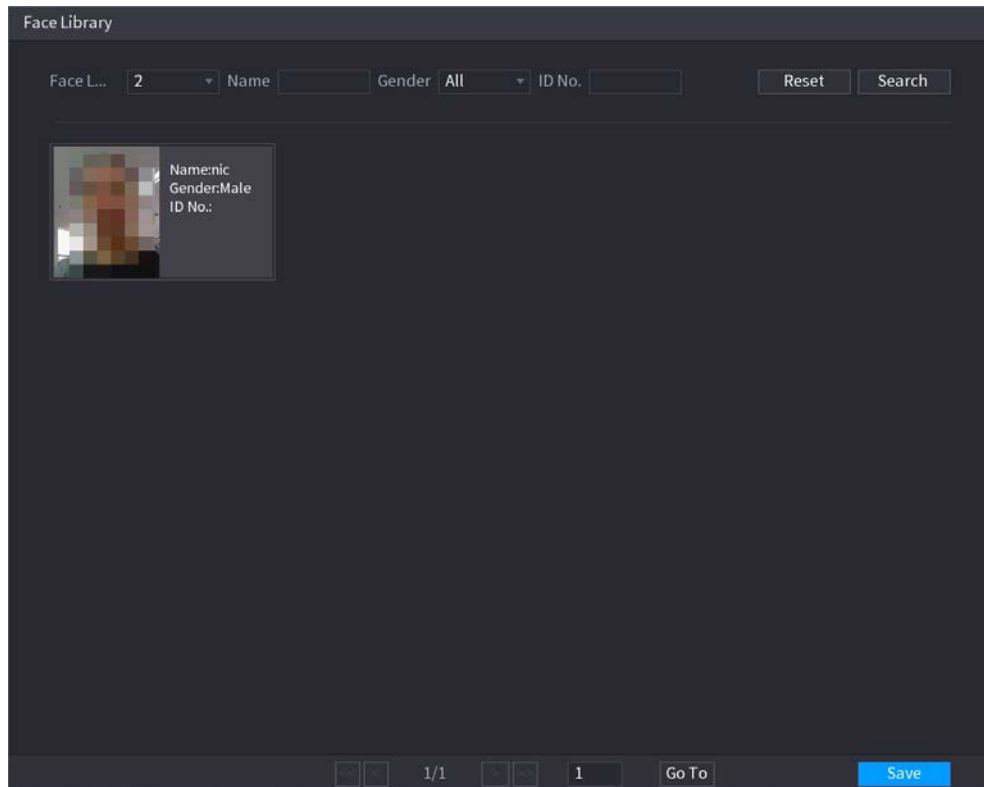 Face Library
Face L... 2 Name Gender All ID No. Reset Search
Name:nic
Gender:Male
ID No.:
1/1 1 Go To Save